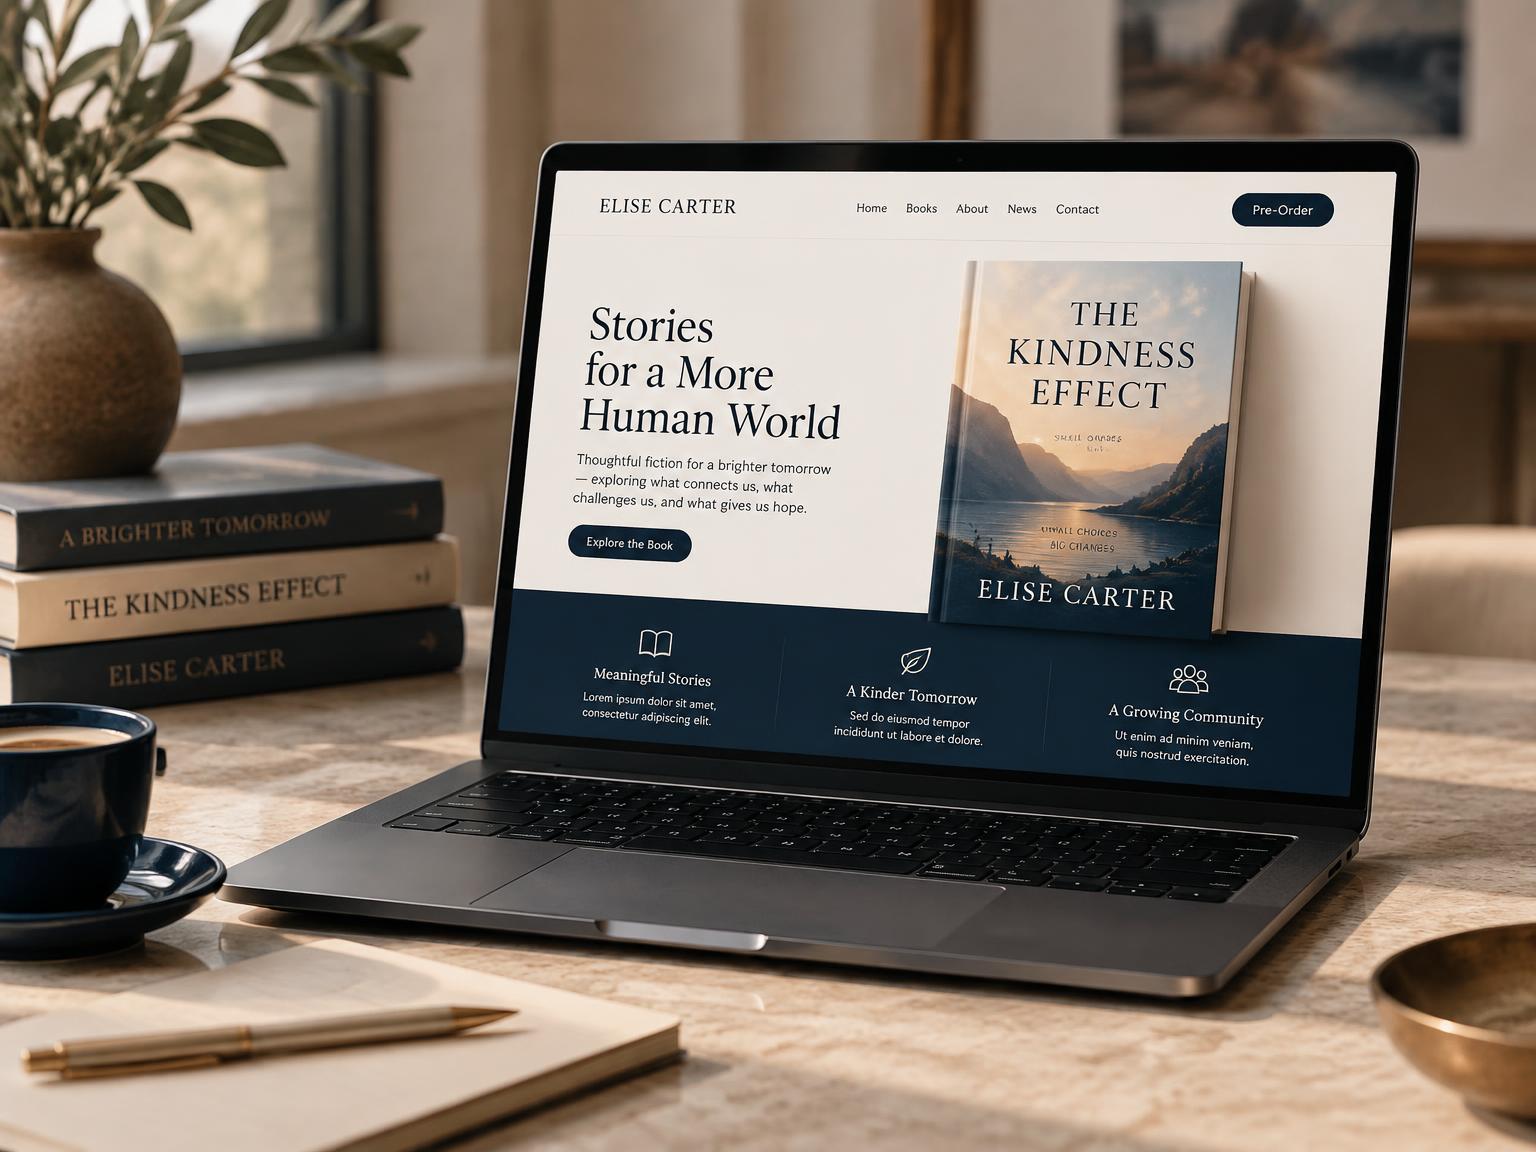 ELISE CARTER
Home Books About News Contact
Pre-Order
Stories
for a More
Human World
Thoughtful fiction for a brighter tomorrow
— exploring what connects us, what
challenges us, and what gives us hope.
Explore the Book
THE
KINDNESS
EFFECT
CHOICES
ELISE CARTER
Meaningful Stories
Lorem ipsum dolor sit amet,
consectetur adipiscing elit.
A Kinder Tomorrow
Sed do eiusmod tempor
incididunt ut labore et dolore.
A Growing Community
Ut enim ad minim veniam,
quis nostrud exercitation.
A BRIGHTER TOMORROW
THE KINDNESS EFFECT
ELISE CARTER